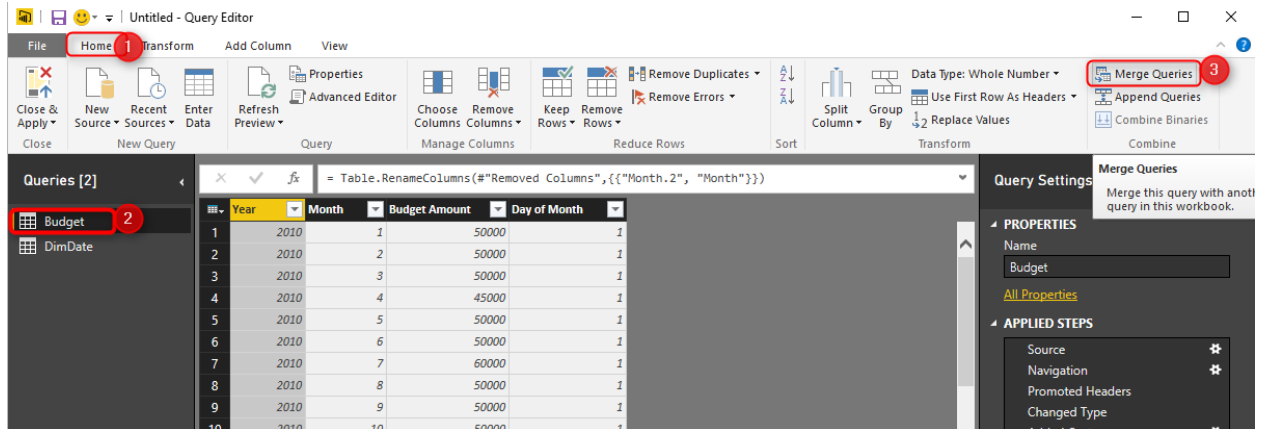 Untitled - Query Editor
File Home 1 Transform Add Column View
Close & Apply
New Source
Recent Sources
Enter Data
Refresh Preview
Properties
Advanced Editor
Choose Columns
Remove Columns
Keep Rows
Remove Rows
Remove Duplicates
Remove Errors
Split Column
Group By
Data Type: Whole Number
Use First Row As Headers
Replace Values
Merge Queries 3
Append Queries
Combine Binaries
Close New Query Query Manage Columns Reduce Rows Sort Transform Combine
Merge Queries
Merge this query with anoth
query in this workbook.
Queries [2]
Budget 2
DimDate
fx = Table.RenameColumns(#"Removed Columns",{{"Month.2", "Month"}})
Year Month Budget Amount Day of Month
1 2010 1 50000 1
2 2010 2 50000 1
3 2010 3 50000 1
4 2010 4 45000 1
5 2010 5 50000 1
6 2010 6 50000 1
7 2010 7 60000 1
8 2010 8 50000 1
9 2010 9 50000 1
10 2010 10 50000 1
Query Settings
PROPERTIES
Name
Budget
All Properties
APPLIED STEPS
Source
Navigation
Promoted Headers
Changed Type